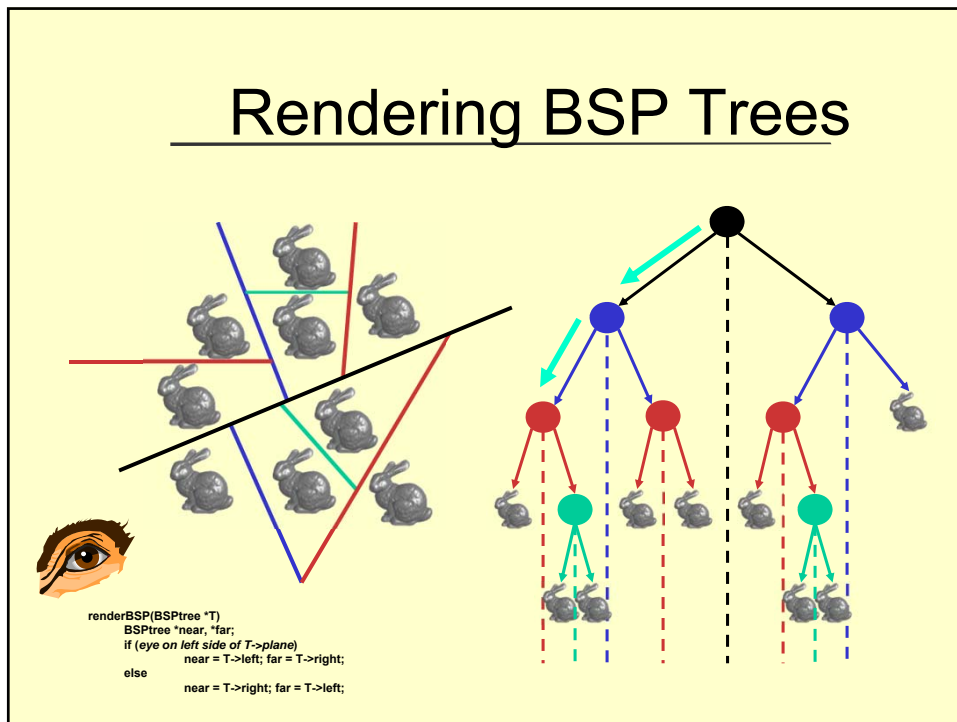 Rendering BSP Trees
renderBSP(BSPtree *T)
BSPtree *near, *far;
if (eye on left side of T->plane)
near = T->left; far = T->right;
else
near = T->right; far = T->left;